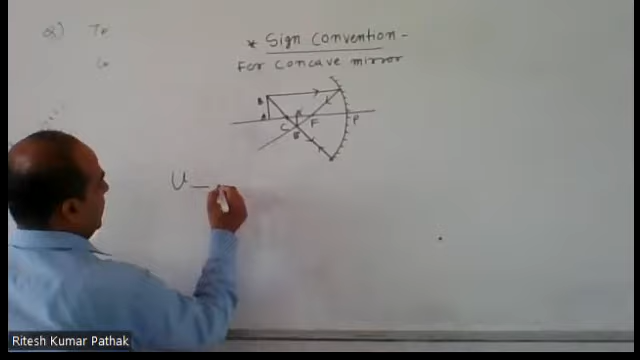 * Sign Convention -
For Concave mirror
B
A
C
A'
B'
F
P
U
Ritesh Kumar Pathak